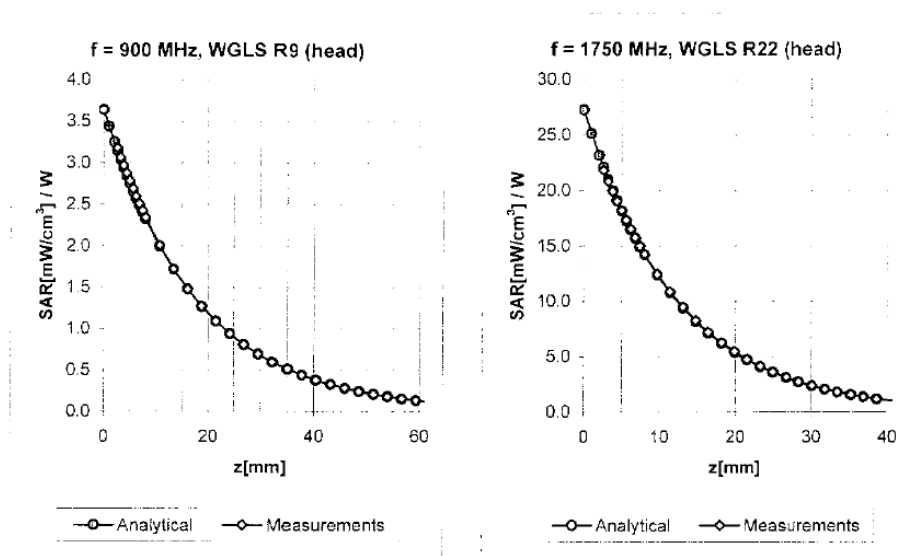 f = 900 MHz, WGLS R9 (head)
4.0
3.5
3.0
2.5
2.0
1.5
1.0
0.5
0.0
SAR[mW/cm³] / W
0 20 40 60
z[mm]
Analytical Measurements
f = 1750 MHz, WGLS R22 (head)
30.0
25.0
20.0
15.0
10.0
5.0
0.0
SAR[mW/cm³] / W
0 10 20 30 40
z[mm]
Analytical Measurements